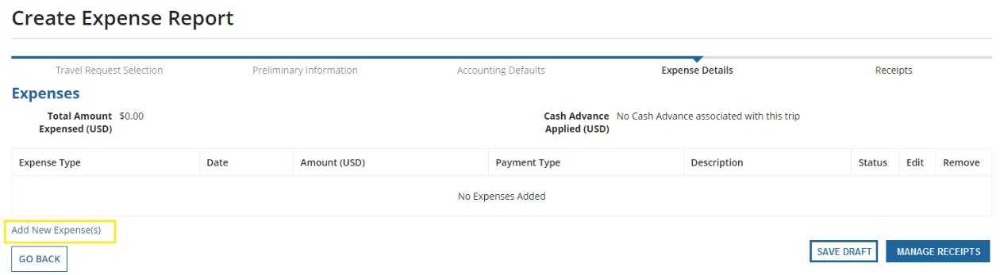 Create Expense Report
Travel Request Selection Preliminary Information Accounting Defaults Expense Details Receipts
Expenses
Total Amount Expensed (USD) $0.00
Cash Advance Applied (USD) No Cash Advance associated with this trip
Expense Type Date Amount (USD) Payment Type Description Status Edit Remove
No Expenses Added
Add New Expense(s)
GO BACK SAVE DRAFT MANAGE RECEIPTS